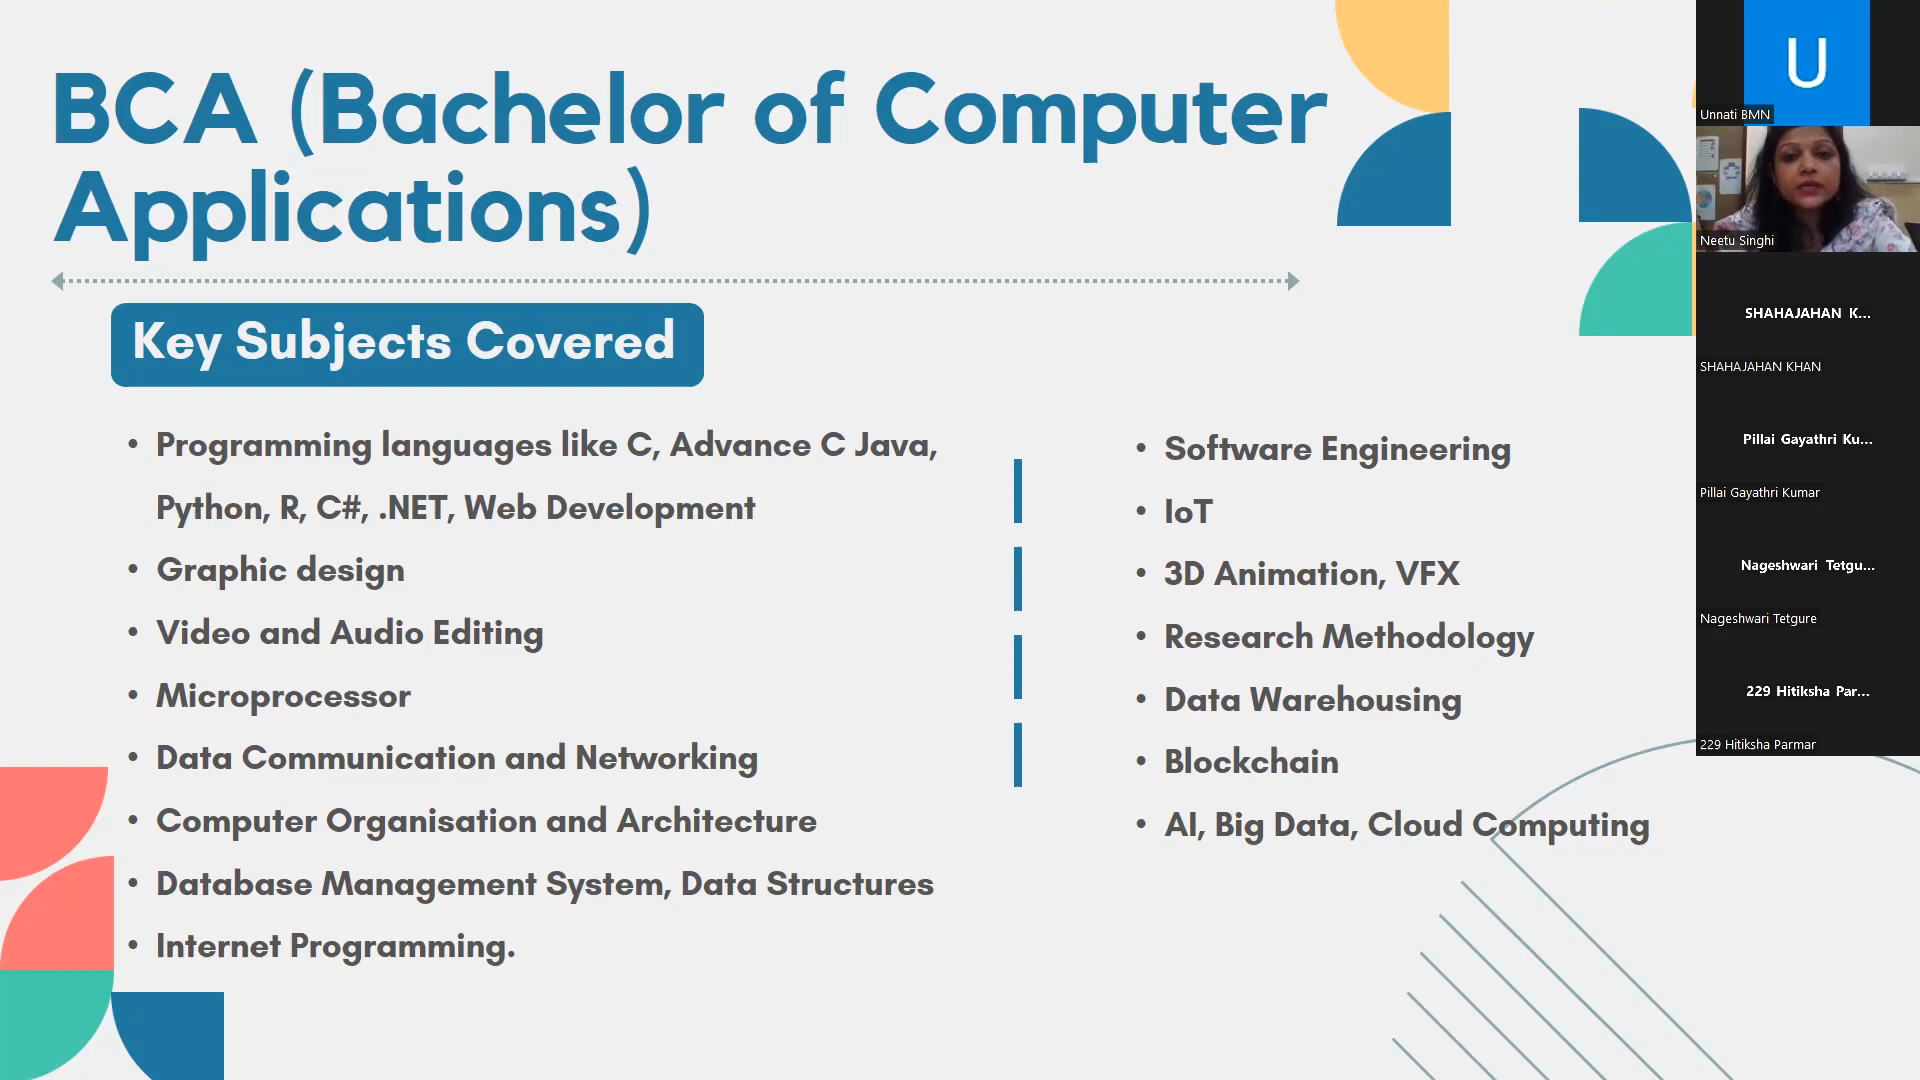 BCA (Bachelor of Computer
Applications)
Key Subjects Covered
• Programming languages like C, Advance C Java,
Python, R, C#, .NET, Web Development
• Graphic design
• Video and Audio Editing
• Microprocessor
• Data Communication and Networking
• Computer Organisation and Architecture
• Database Management System, Data Structures
• Internet Programming.
• Software Engineering
• IoT
• 3D Animation, VFX
• Research Methodology
• Data Warehousing
• Blockchain
• AI, Big Data, Cloud Computing
U
Unnati BMN
Neetu Singhi
SHAHAJAHAN K...
SHAHAJAHAN KHAN
Pillai Gayathri Ku...
Pillai Gayathri Kumar
Nageshwari Tetgu...
Nageshwari Tetgure
229 Hitiksha Par...
229 Hitiksha Parmar